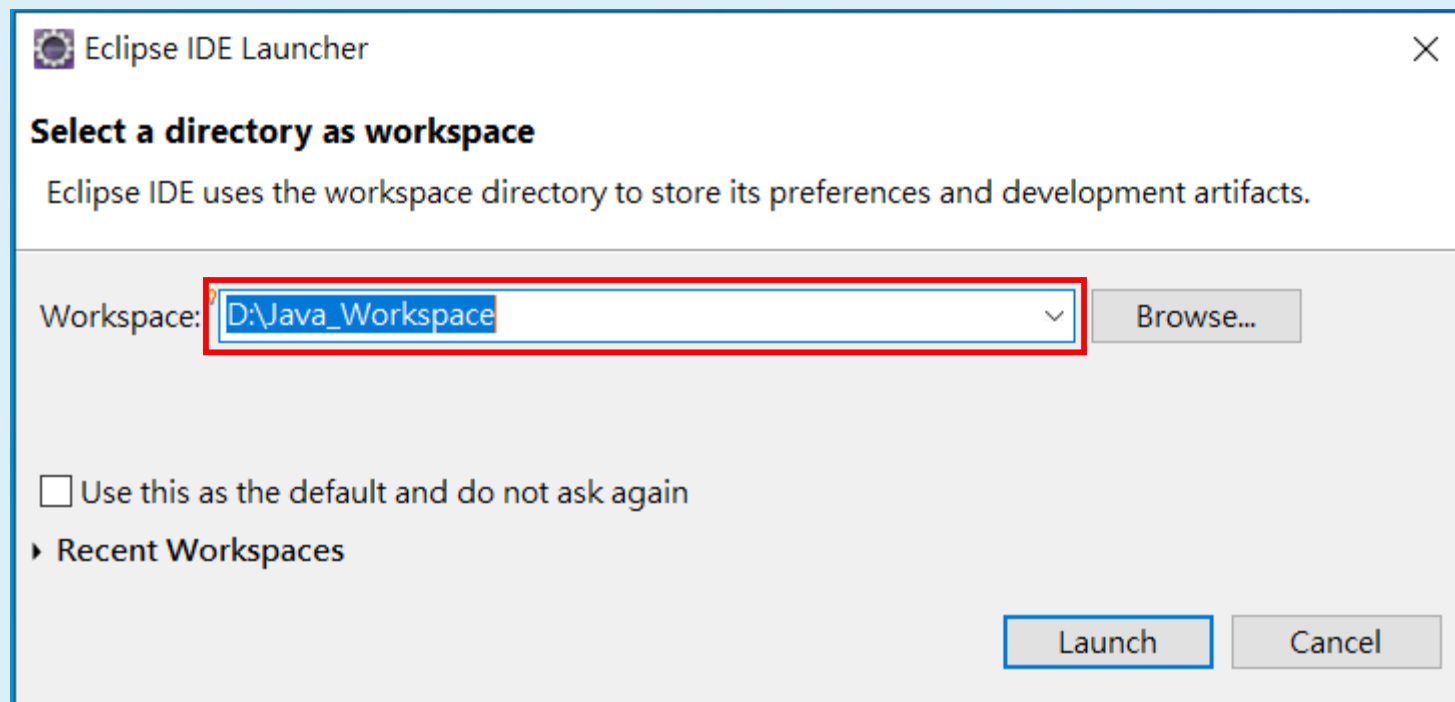 Eclipse IDE Launcher
Select a directory as workspace
Eclipse IDE uses the workspace directory to store its preferences and development artifacts.
Workspace: D:\Java_Workspace Browse...
Use this as the default and do not ask again
Recent Workspaces
Launch Cancel